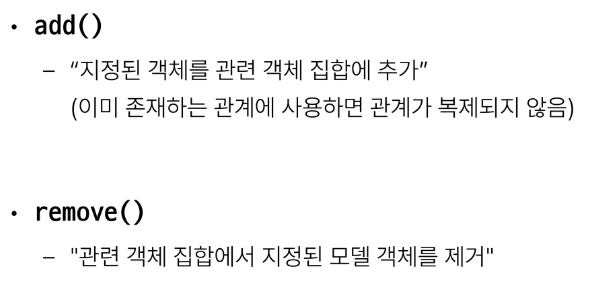 • add()
– “지정된 객체를 관련 객체 집합에 추가”
(이미 존재하는 관계에 사용하면 관계가 복제되지 않음)
• remove()
– "관련 객체 집합에서 지정된 모델 객체를 제거"